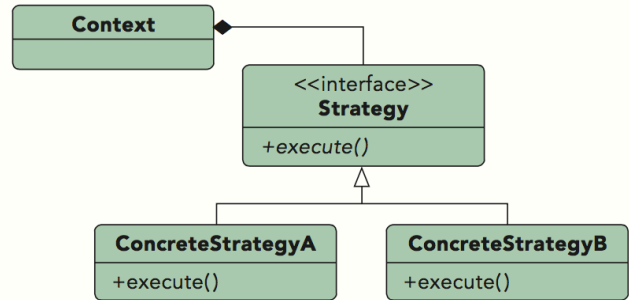 Context
<<interface>>
Strategy
+execute()
ConcreteStrategyA
+execute()
ConcreteStrategyB
+execute()